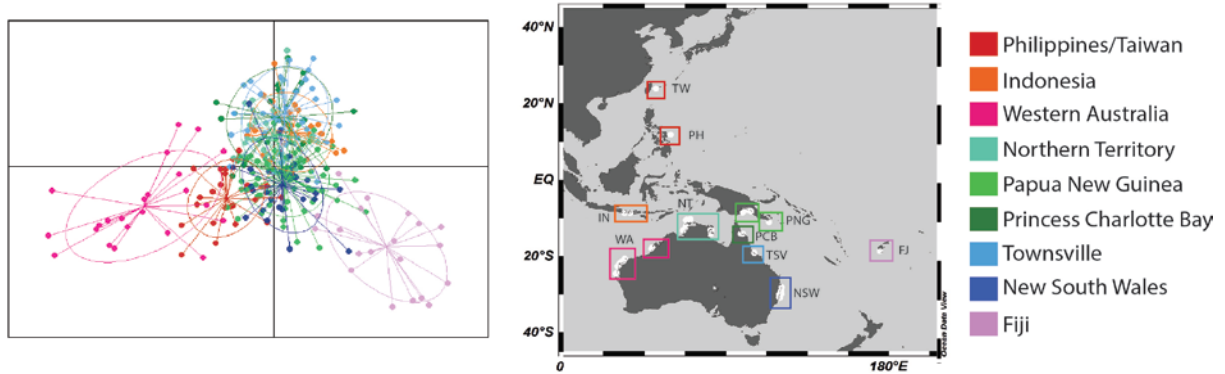 40°N
20°N
EQ
20°S
40°S
TW
PH
IN
NT
PNG
WA
PCB
TSV
FJ
NSW
0
180°E
Ocean Data View
Philippines/Taiwan
Indonesia
Western Australia
Northern Territory
Papua New Guinea
Princess Charlotte Bay
Townsville
New South Wales
Fiji